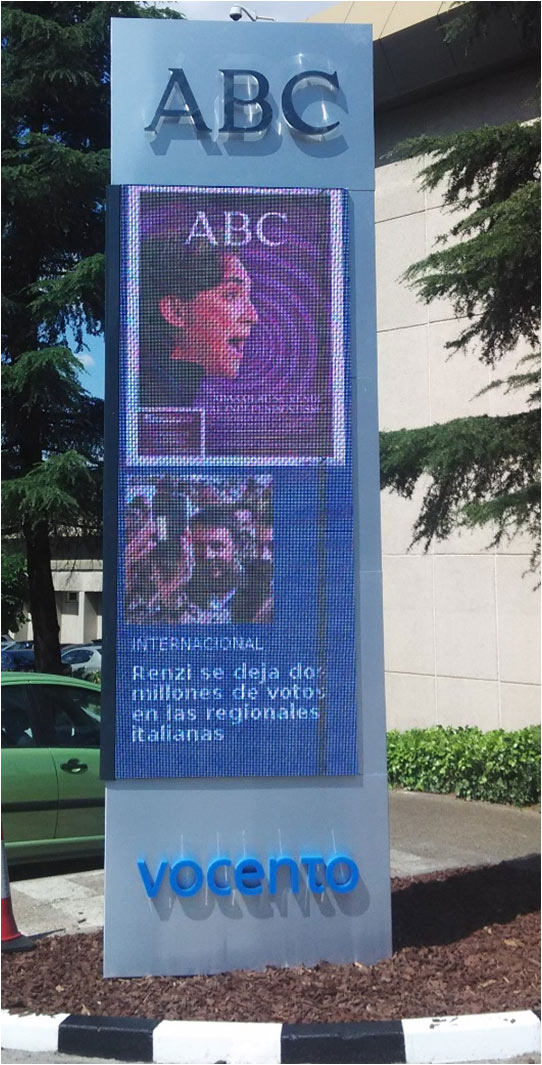 ABC
ABC
INTERNACIONAL
Renzi se deja dos
millones de votos
en las regionales
italianas
vocento